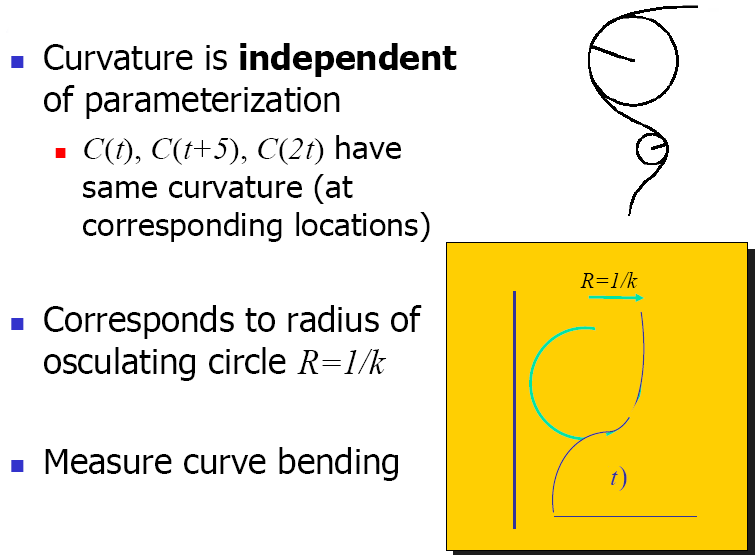 Curvature is independent
of parameterization
C(t), C(t+5), C(2t) have
same curvature (at
corresponding locations)
Corresponds to radius of
osculating circle R=1/k
Measure curve bending
R=1/k
t)